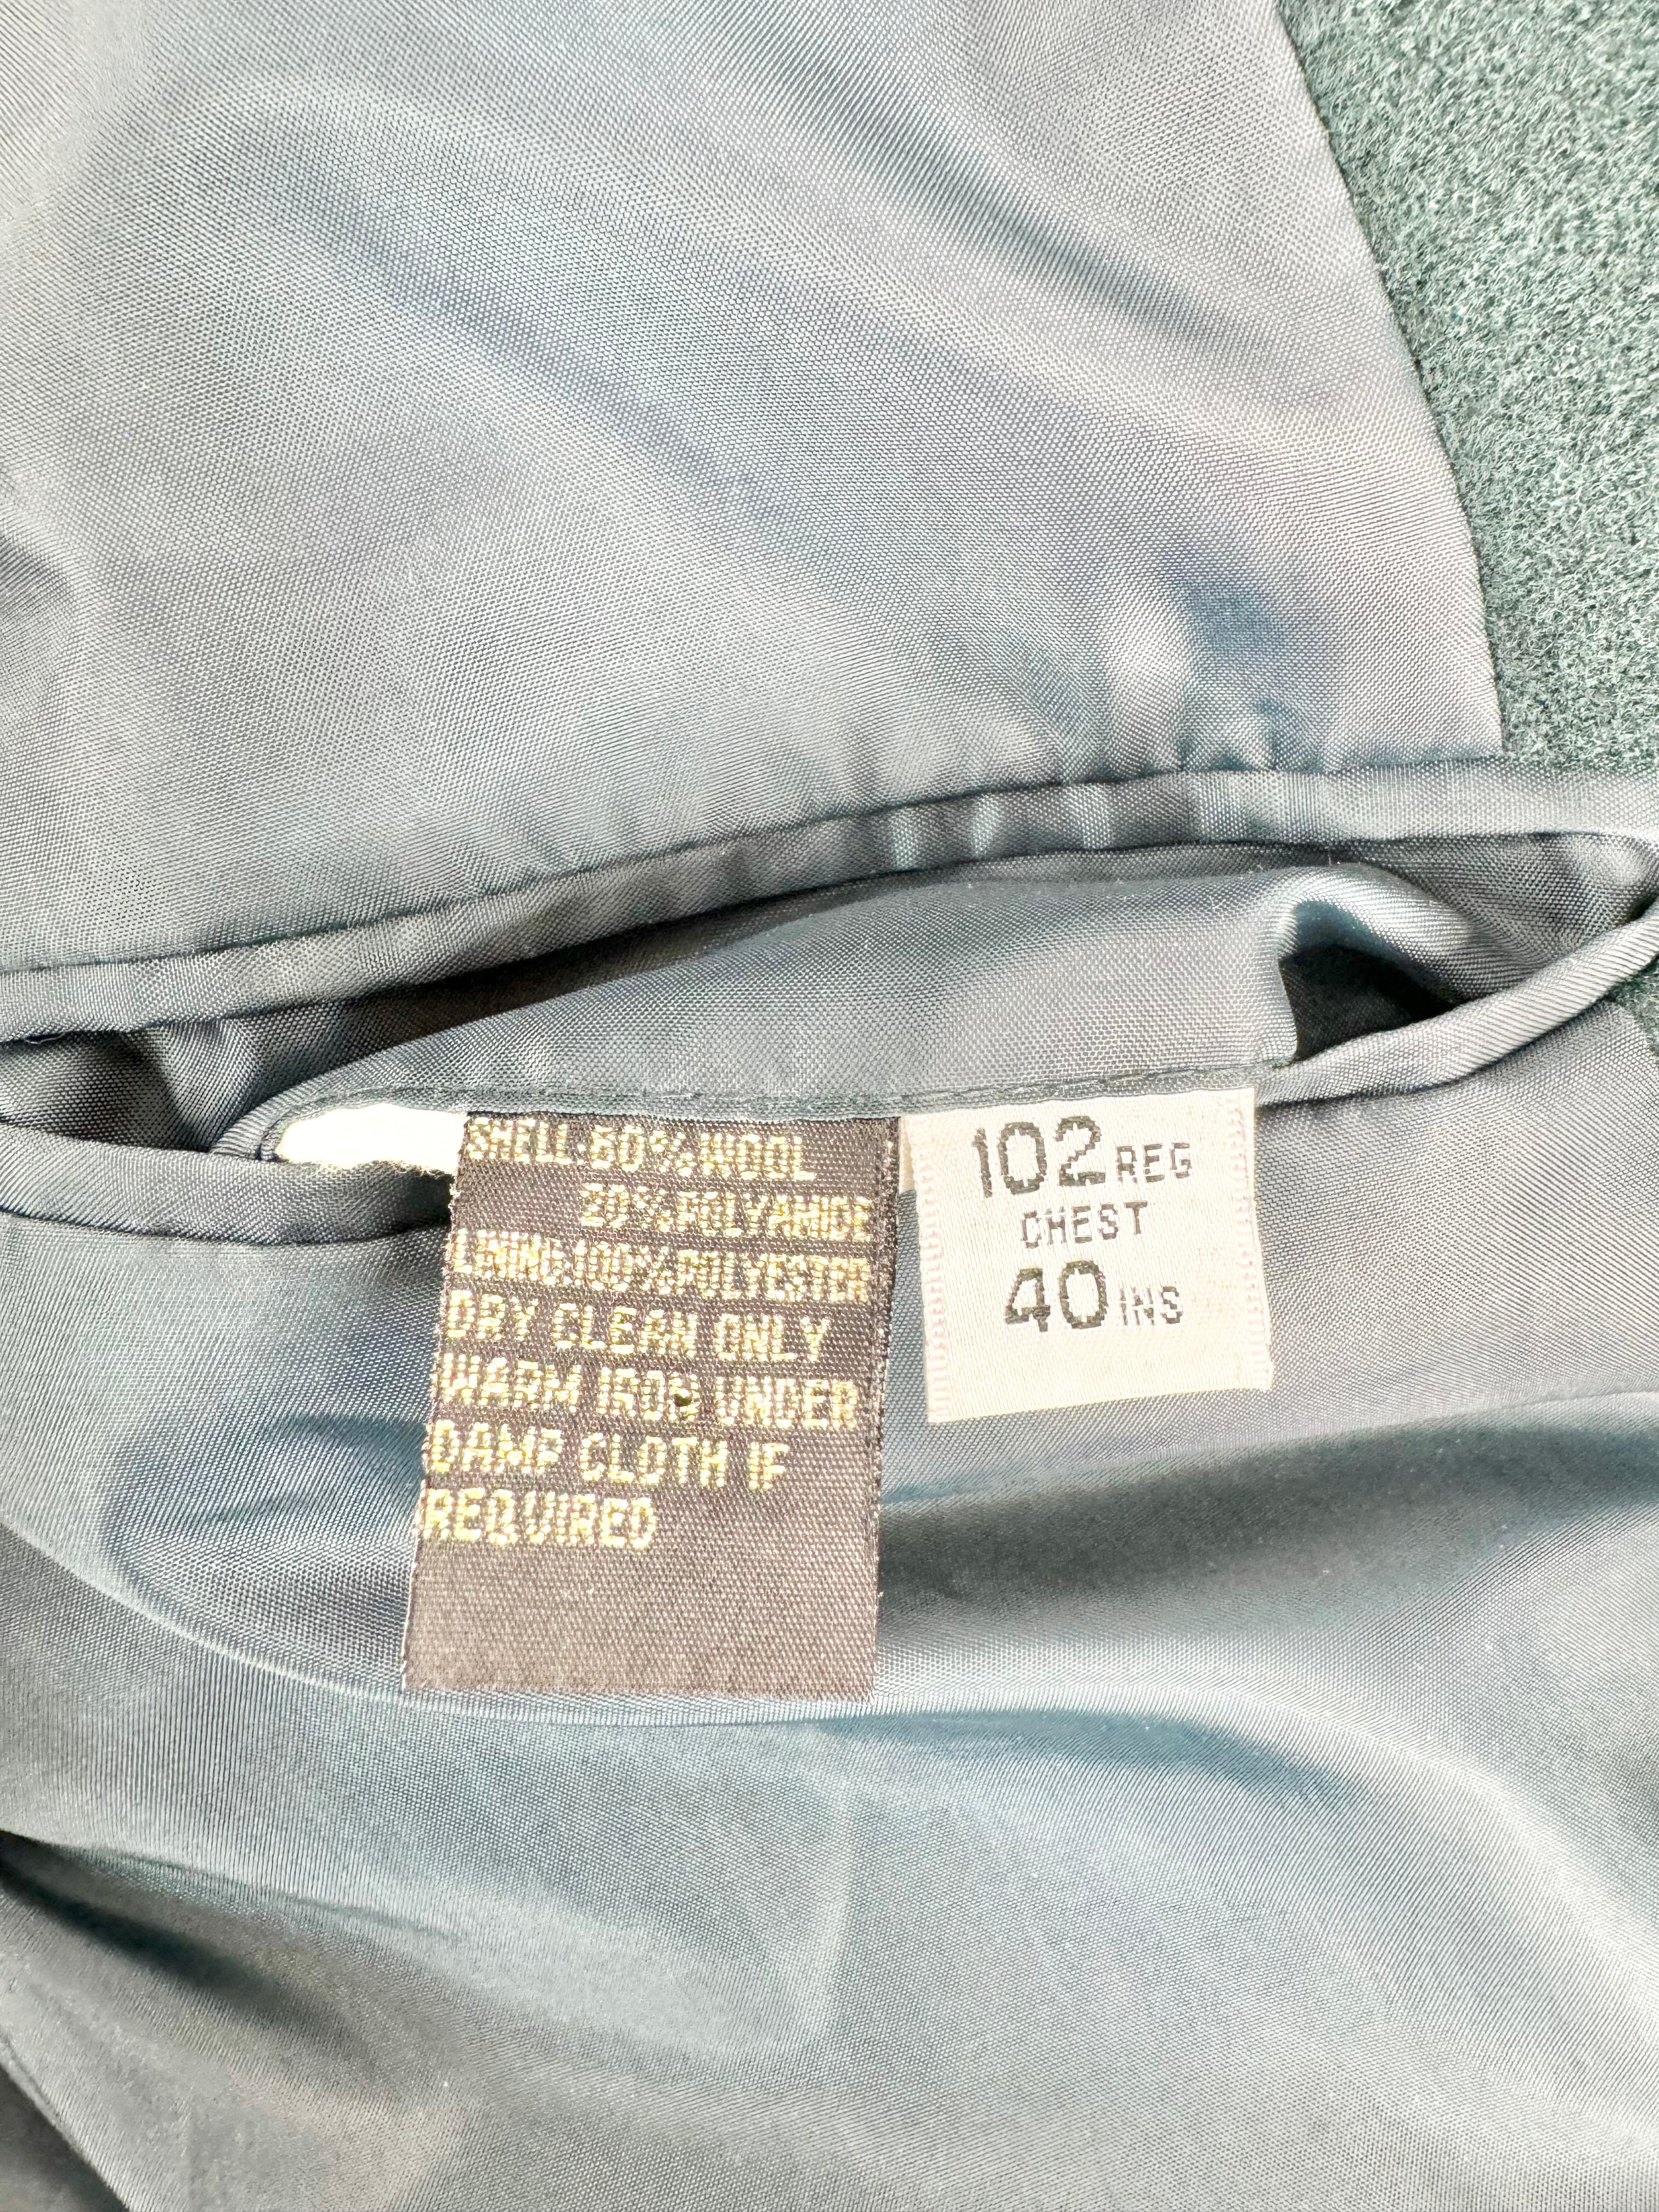 SHELL.80% WOOL
20% POLYAMIDE
LINING.100% POLYESTER
DRY CLEAN ONLY
WARM IRON UNDER
DAMP CLOTH IF
REQUIRED
102 REG
CHEST
40 INS